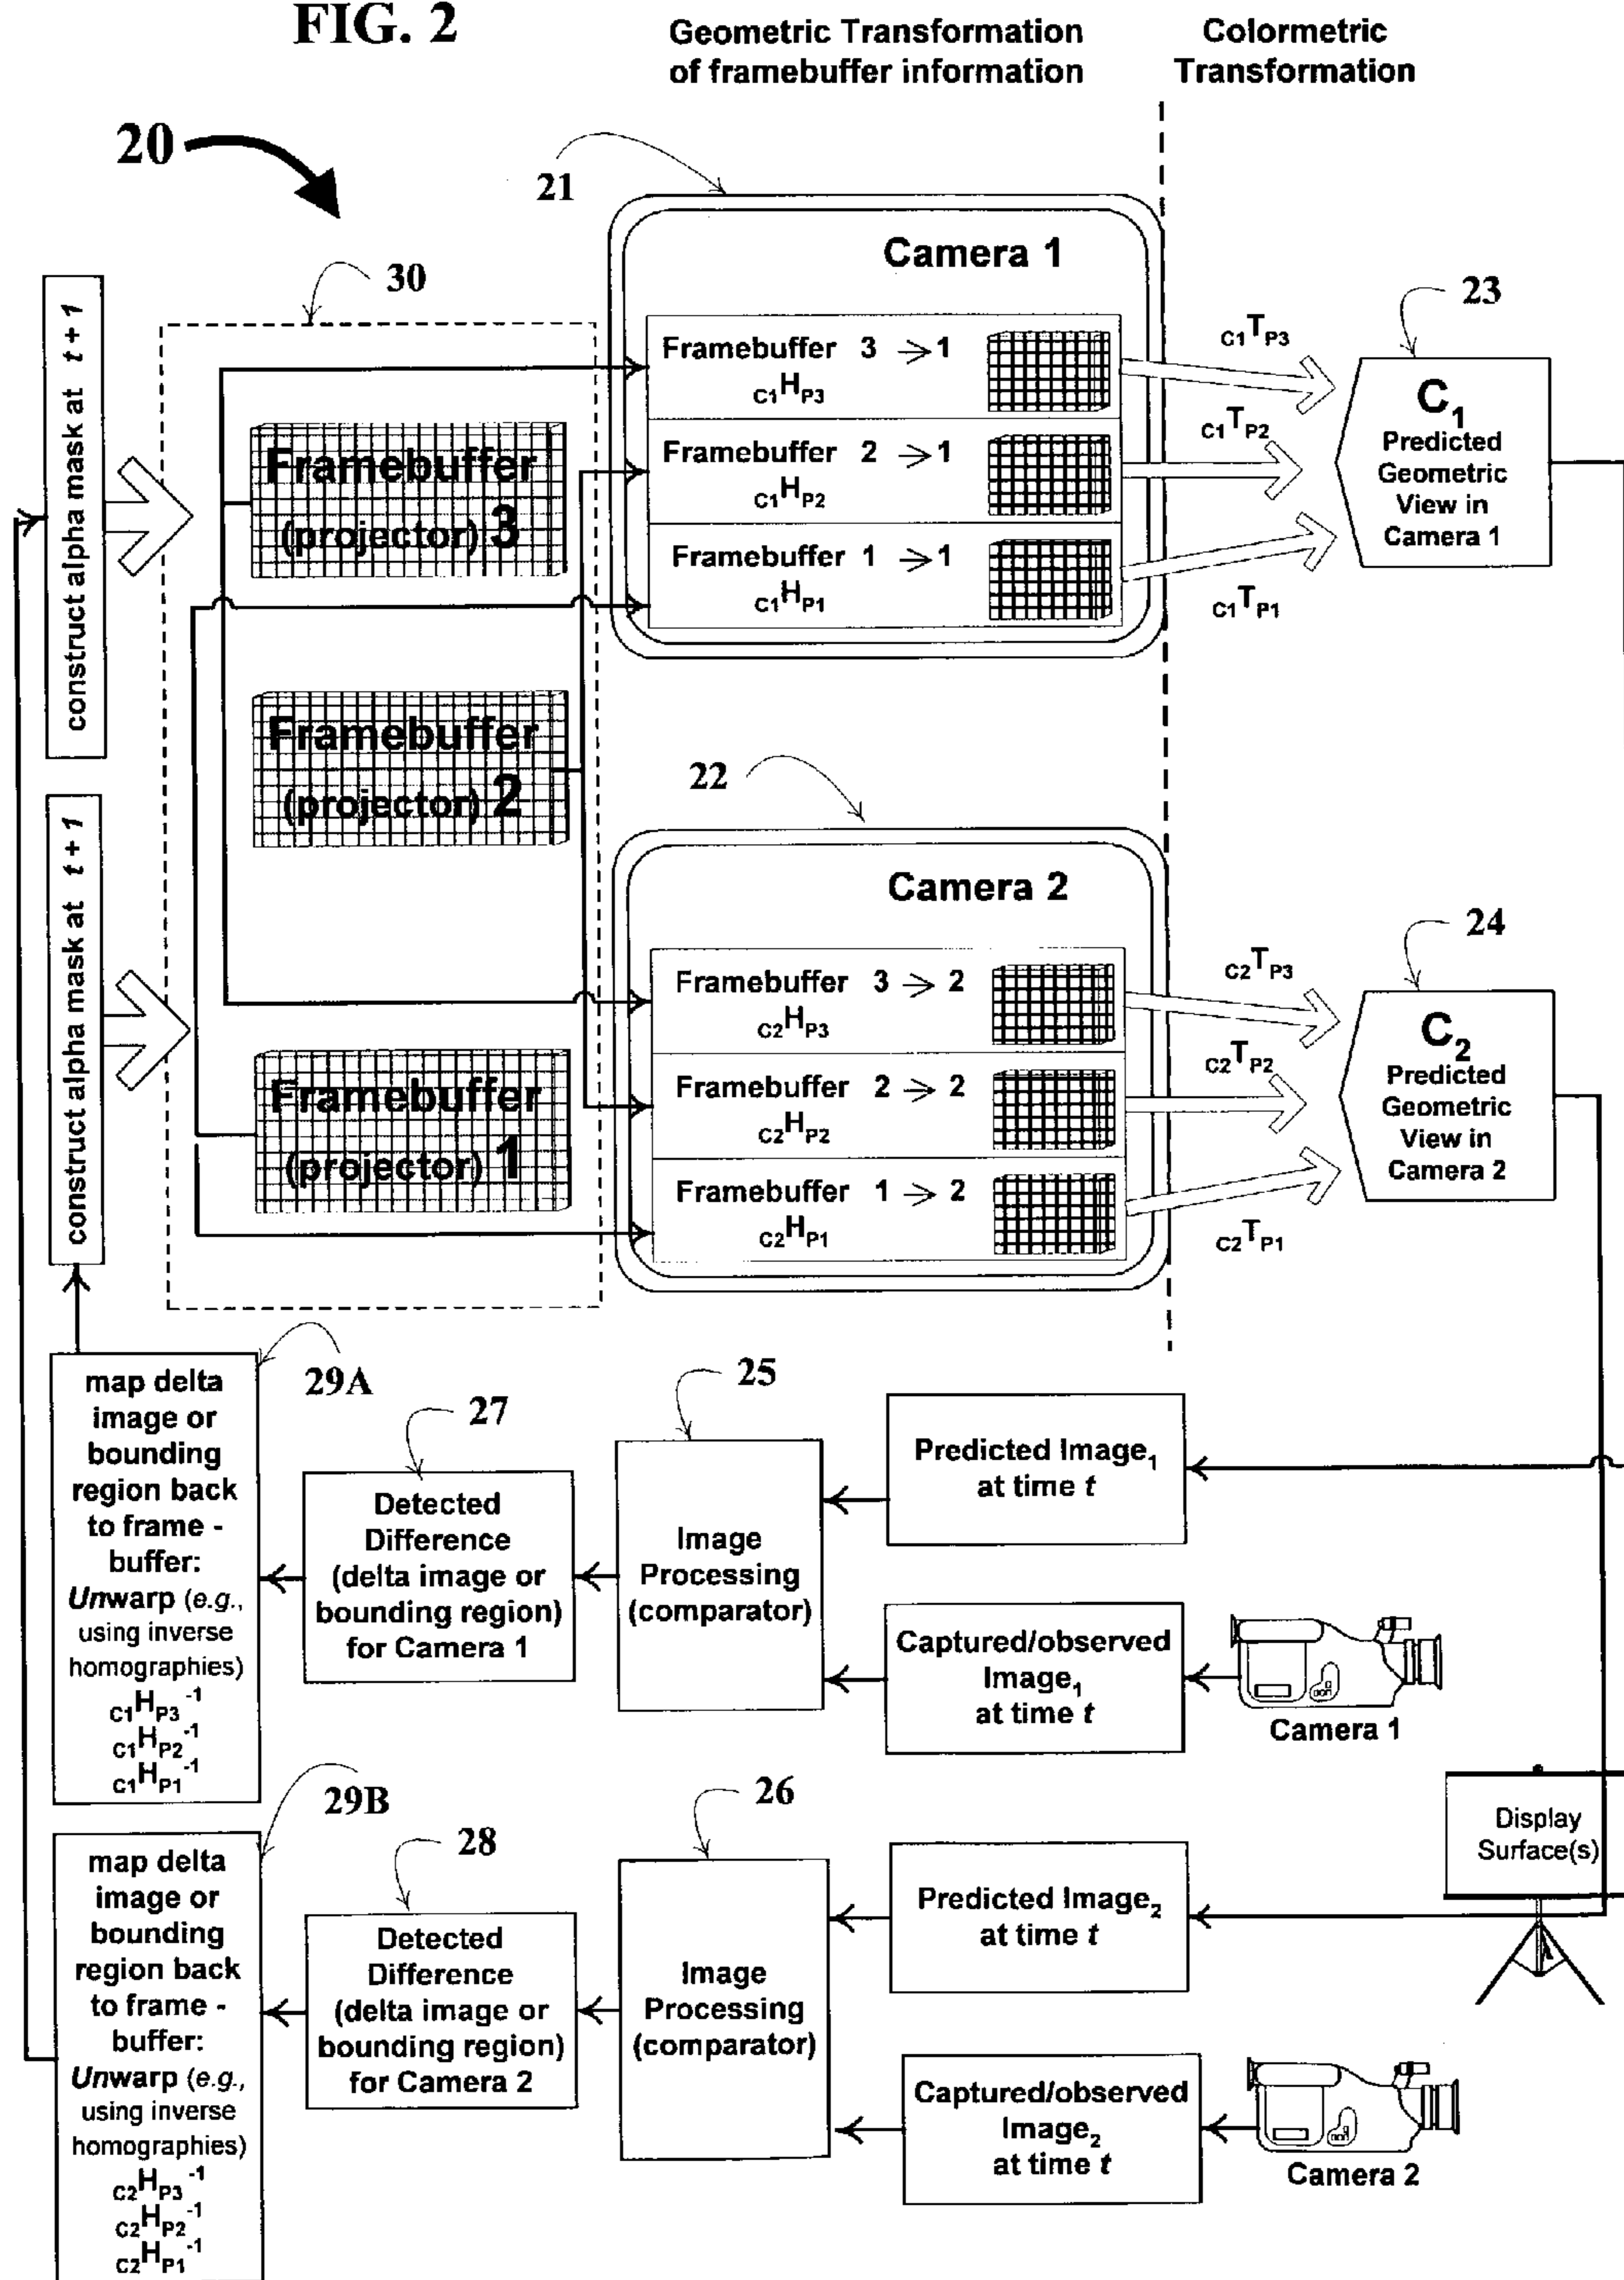 FIG. 2
Geometric Transformation
of framebuffer information
Colormetric
Transformation
20
21
30
23
construct alpha mask at t + 1
Framebuffer
(projector) 3
Framebuffer
(projector) 2
Framebuffer
(projector) 1
construct alpha mask at t + 1
Camera 1
Framebuffer 3 → 1
C1HP3
Framebuffer 2 → 1
C1HP2
Framebuffer 1 → 1
C1HP1
C1TP3
C1TP2
C1TP1
C1
Predicted
Geometric
View in
Camera 1
22
Camera 2
Framebuffer 3 → 2
C2HP3
Framebuffer 2 → 2
C2HP2
Framebuffer 1 → 2
C2HP1
C2TP3
C2TP2
C2TP1
24
C2
Predicted
Geometric
View in
Camera 2
29A
map delta
image or
bounding
region back
to frame -
buffer:
Unwarp (e.g.,
using inverse
homographies)
C1HP3-1
C1HP2-1
C1HP1-1
27
Detected
Difference
(delta image or
bounding region)
for Camera 1
25
Image
Processing
(comparator)
Predicted Image1
at time t
Captured/observed
Image1
at time t
Camera 1
Display
Surface(s)
29B
map delta
image or
bounding
region back
to frame -
buffer:
Unwarp (e.g.,
using inverse
homographies)
C2HP3-1
C2HP2-1
C2HP1-1
28
Detected
Difference
(delta image or
bounding region)
for Camera 2
26
Image
Processing
(comparator)
Predicted Image2
at time t
Captured/observed
Image2
at time t
Camera 2